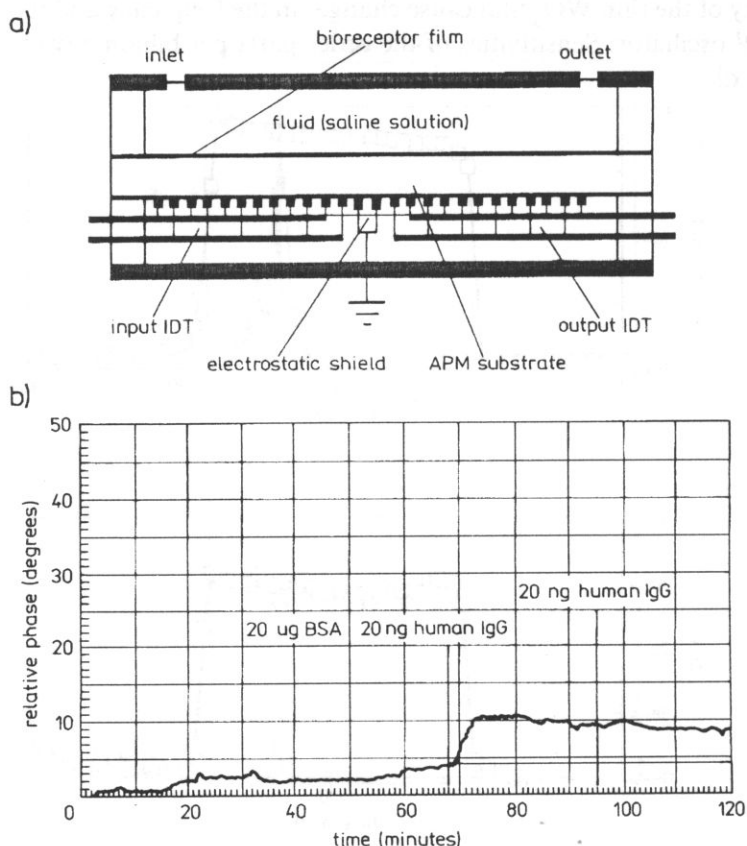 a)
bioreceptor film
inlet
outlet
fluid (saline solution)
input IDT
output IDT
electrostatic shield
APM substrate
b)
50
40
30
20
10
0
relative phase (degrees)
20 ng human IgG
20 ug BSA
20 ng human IgG
0 20 40 60 80 100 120
time (minutes)